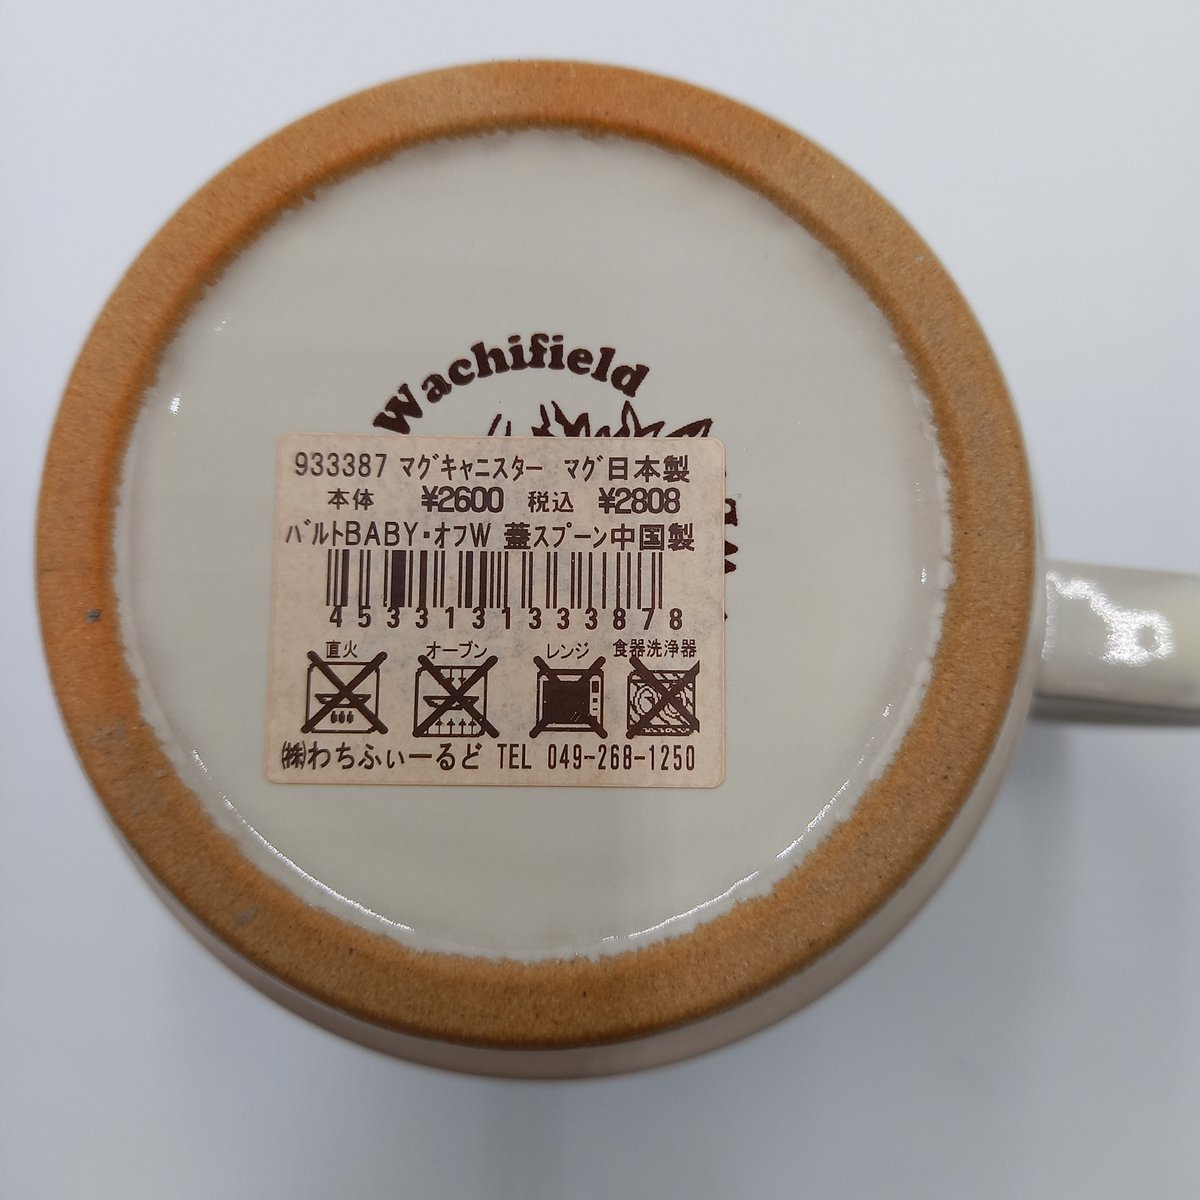 Wachifield
933387 ﾏｸﾞｷｬﾆｽﾀｰ ﾏｸﾞ日本製
本体 ¥2600 税込 ¥2808
ﾊﾞﾙﾄBABY･ｵﾌW 蓋ｽﾌﾟｰﾝ中国製
4533131333878
直火 オーブン レンジ 食器洗浄器
㈱わちふぃーるど TEL 049-268-1250